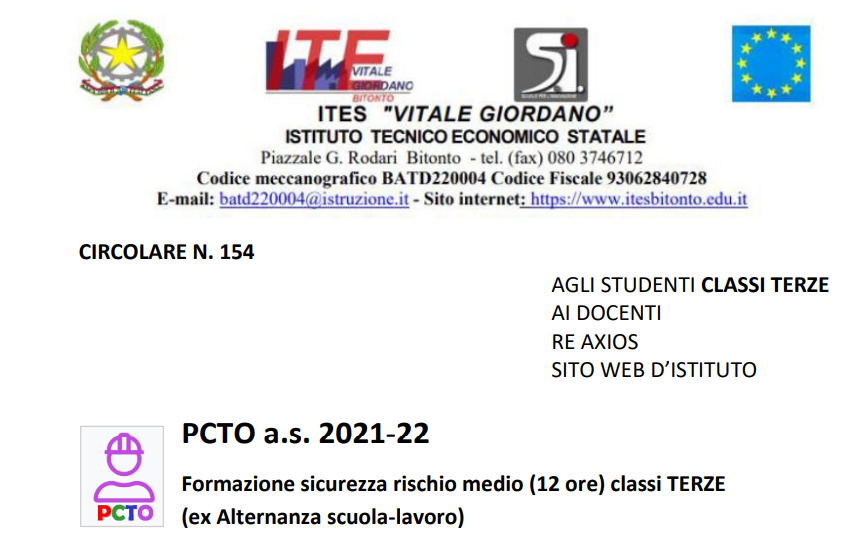 ITE
VITALE
GIORDANO
BITONTO
S.i.
ITES "VITALE GIORDANO”
ISTITUTO TECNICO ECONOMICO STATALE
Piazzale G. Rodari Bitonto - tel. (fax) 080 3746712
Codice meccanografico BATD220004 Codice Fiscale 93062840728
E-mail: batd220004@istruzione.it - Sito internet: https://www.itesbitonto.edu.it
CIRCOLARE N. 154
AGLI STUDENTI CLASSI TERZE
AI DOCENTI
RE AXIOS
SITO WEB D’ISTITUTO
PCTO a.s. 2021-22
Formazione sicurezza rischio medio (12 ore) classi TERZE
(ex Alternanza scuola-lavoro)
PCTO